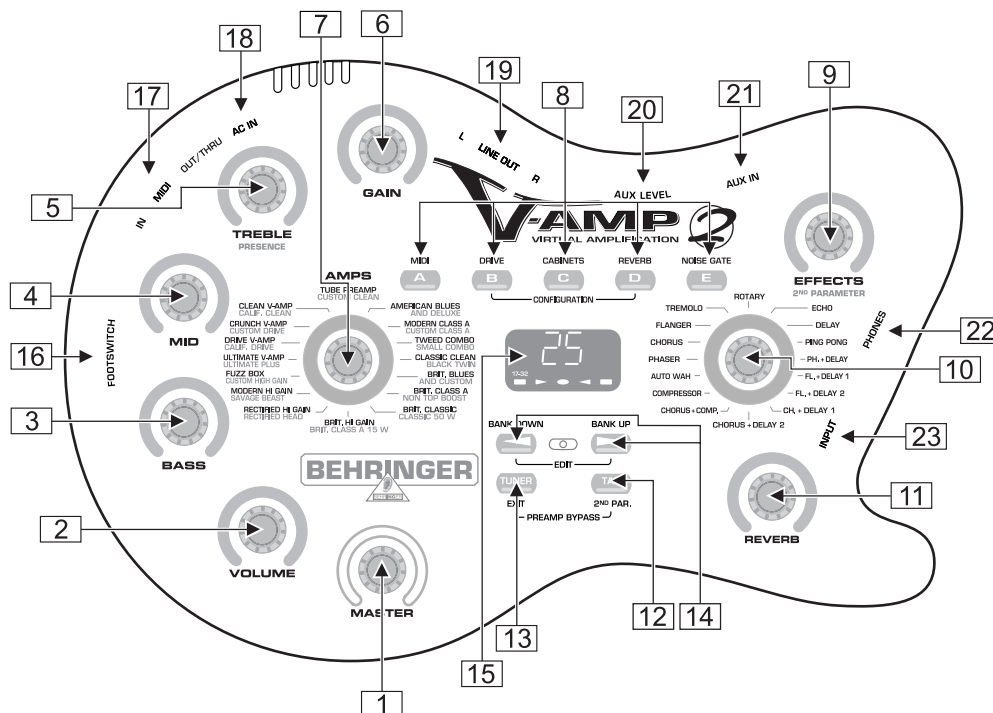 7
6
18
19
8
20
21
9
17
AC IN
OUT/THRU
MIDI
IN
L
LINE OUT
R
5
GAIN
AUX LEVEL
AUX IN
V-AMP 2
VIRTUAL AMPLIFICATION
TREBLE
PRESENCE
MIDI
DRIVE
CABINETS
REVERB
NOISE GATE
A
B
C
D
E
CONFIGURATION
EFFECTS
2ND PARAMETER
4
MID
AMPS
TUBE PREAMP
CUSTOM CLEAN
CLEAN V-AMP
CALIF. CLEAN
CRUNCH V-AMP
CUSTOM DRIVE
DRIVE V-AMP
CALIF. DRIVE
ULTIMATE V-AMP
ULTIMATE PLUS
FUZZ BOX
CUSTOM HIGH GAIN
MODERN HI GAIN
SAVAGE BEAST
RECTIFIED HI GAIN
RECTIFIED HEAD
BRIT. HI GAIN
BRIT. CLASS A 15 W
AMERICAN BLUES
AND DELUXE
MODERN CLASS A
CUSTOM CLASS A
TWEED COMBO
SMALL COMBO
CLASSIC CLEAN
BLACK TWIN
BRIT. BLUES
AND CUSTOM
BRIT. CLASS A
NON TOP BOOST
BRIT. CLASSIC
CLASSIC 50 W
15
25
17-32
ROTARY
TREMOLO
FLANGER
CHORUS
PHASER
AUTO WAH
COMPRESSOR
CHORUS+COMP.
CHORUS + DELAY 2
ECHO
DELAY
PING PONG
PH. + DELAY
FL. + DELAY 1
FL. + DELAY 2
CH. + DELAY 1
PHONES
22
10
16
FOOTSWITCH
3
BASS
BANK DOWN
BANK UP
EDIT
14
INPUT
23
BEHRINGER
TUNER
TAP
EXIT
2ND PAR.
PREAMP BYPASS
11
REVERB
2
VOLUME
MASTER
13
12
14
15
1